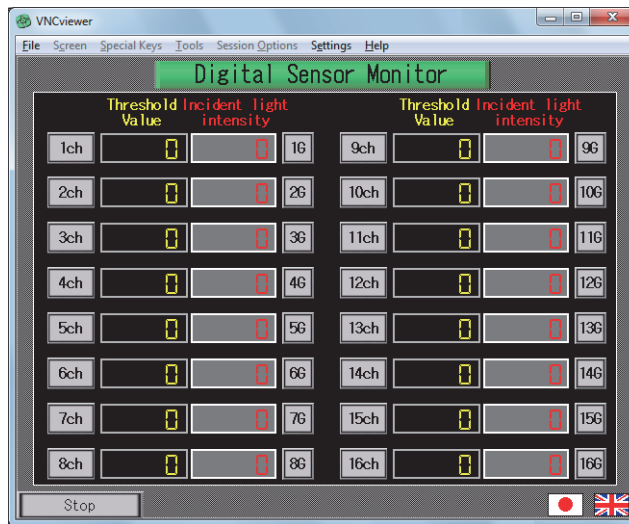 VNCviewer
File Screen Special Keys Tools Session Options Settings Help
Digital Sensor Monitor
Threshold Incident light Threshold Incident light
Value intensity Value intensity
1ch 0 0 1G 9ch 0 0 9G
2ch 0 0 2G 10ch 0 0 10G
3ch 0 0 3G 11ch 0 0 11G
4ch 0 0 4G 12ch 0 0 12G
5ch 0 0 5G 13ch 0 0 13G
6ch 0 0 6G 14ch 0 0 14G
7ch 0 0 7G 15ch 0 0 15G
8ch 0 0 8G 16ch 0 0 16G
Stop